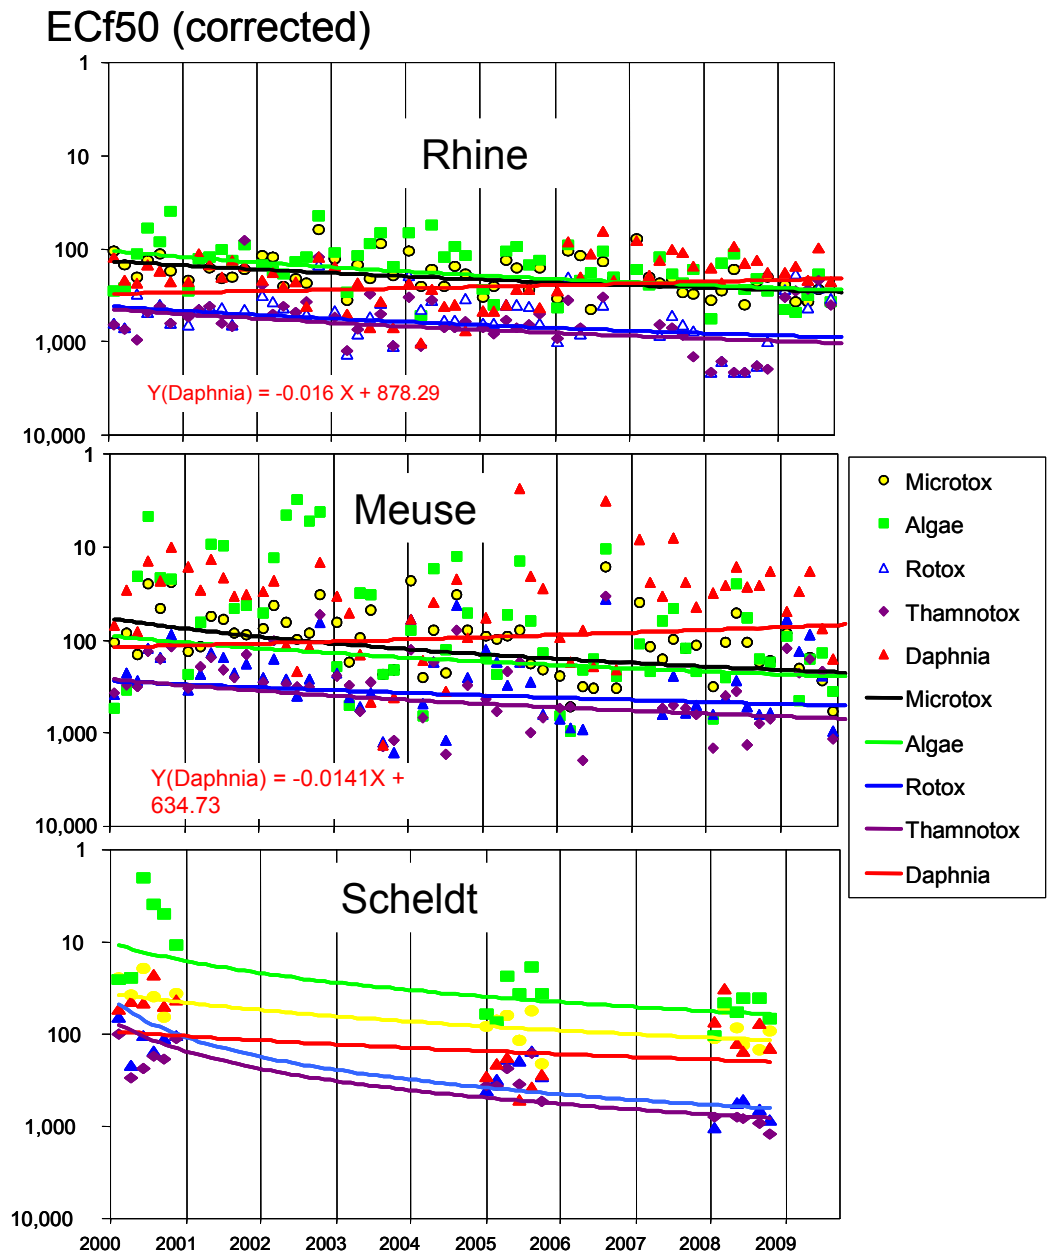 ECf50 (corrected)
1
10
100
1,000
10,000
Rhine
Y(Daphnia) = -0.016 X + 878.29
1
10
100
1,000
10,000
Meuse
Y(Daphnia) = -0.0141X +
634.73
Microtox
Algae
Rotox
Thamnotox
Daphnia
Microtox
Algae
Rotox
Thamnotox
Daphnia
1
10
100
1,000
10,000
Scheldt
2000 2001 2002 2003 2004 2005 2006 2007 2008 2009